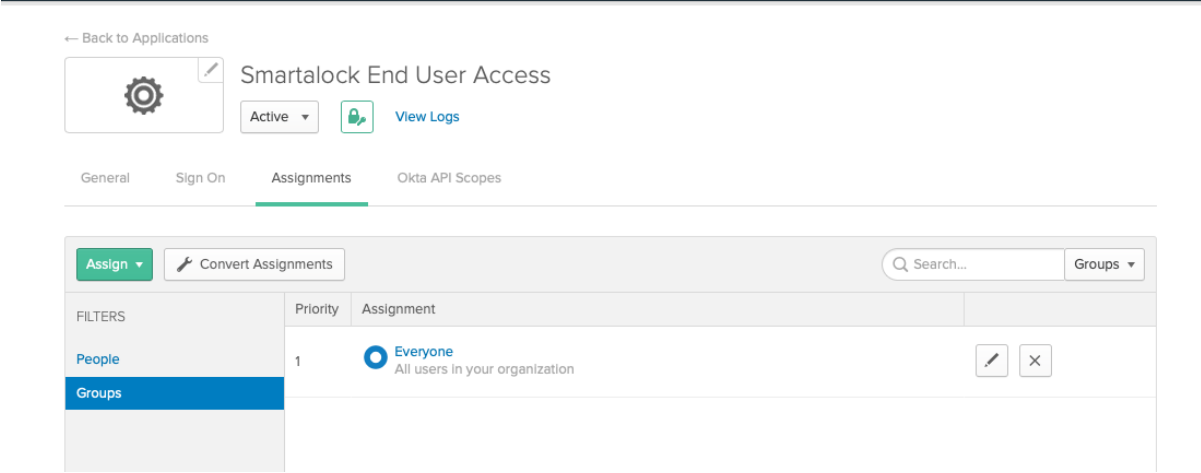 ← Back to Applications
Smartalock End User Access
Active
View Logs
General Sign On Assignments Okta API Scopes
Assign Convert Assignments Search... Groups
FILTERS
People
Groups
Priority Assignment
1 Everyone
All users in your organization